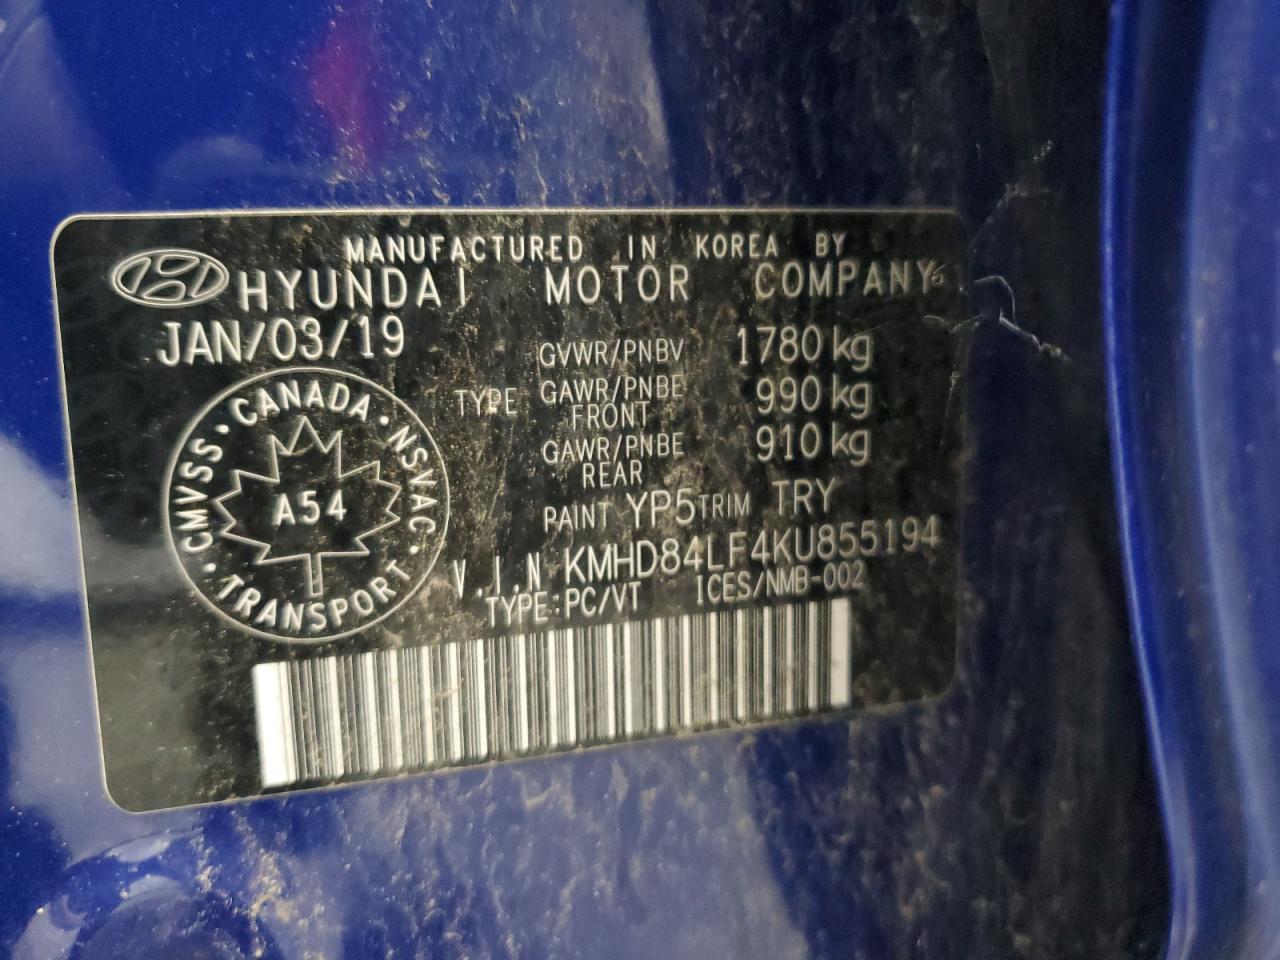 MANUFACTURED IN KOREA BY
HYUNDAI MOTOR COMPANY
JAN/03/19
GVWR/PNBV 1780 kg
TYPE GAWR/PNBE FRONT 990 kg
GAWR/PNBE REAR 910 kg
PAINT YP5 TRIM TRY
V.I.N KMHD84LF4KU855194
TYPE:PC/VT ICES/NMB-002
CMVSS · CANADA · NSVAC · TRANSPORT ·
A54